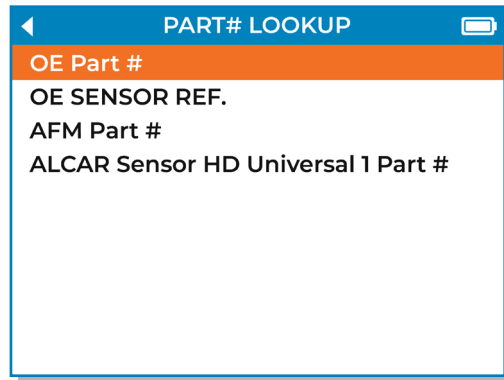 PART# LOOKUP
OE Part #
OE SENSOR REF.
AFM Part #
ALCAR Sensor HD Universal 1 Part #